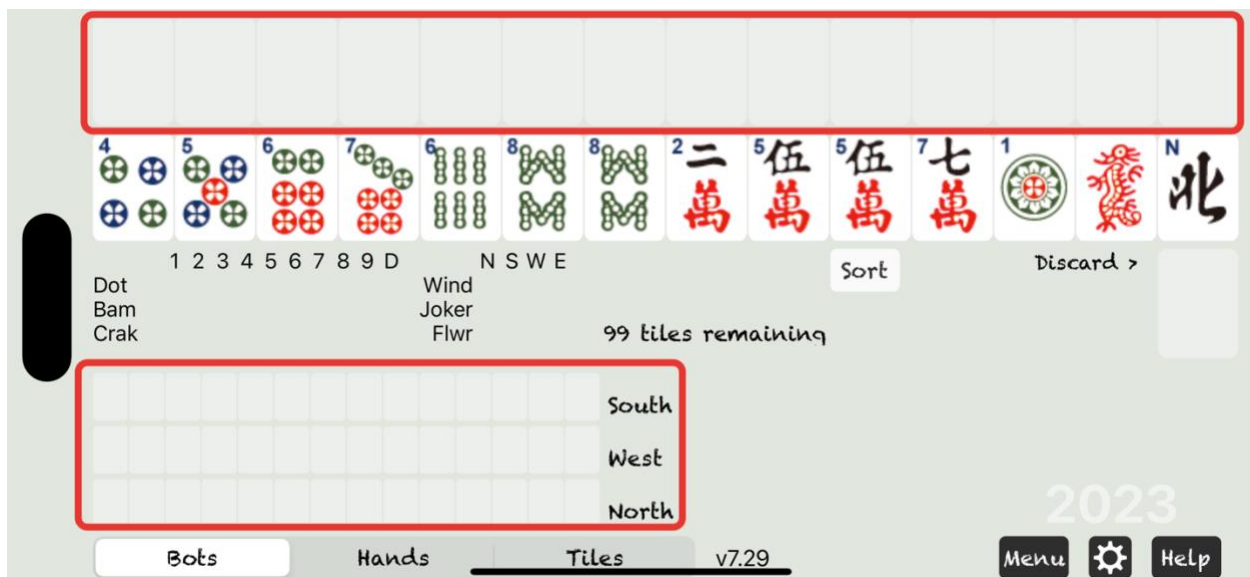 4 5 6 7 6 8 8 2 5 5 7 1 N
二 伍 伍 七 北
萬 萬 萬 萬
1 2 3 4 5 6 7 8 9 D N S W E
Sort
Discard >
Dot Wind
Bam Joker
Crak Flwr
99 tiles remaining
South
West
North
2023
Bots Hands Tiles v7.29 Menu Help